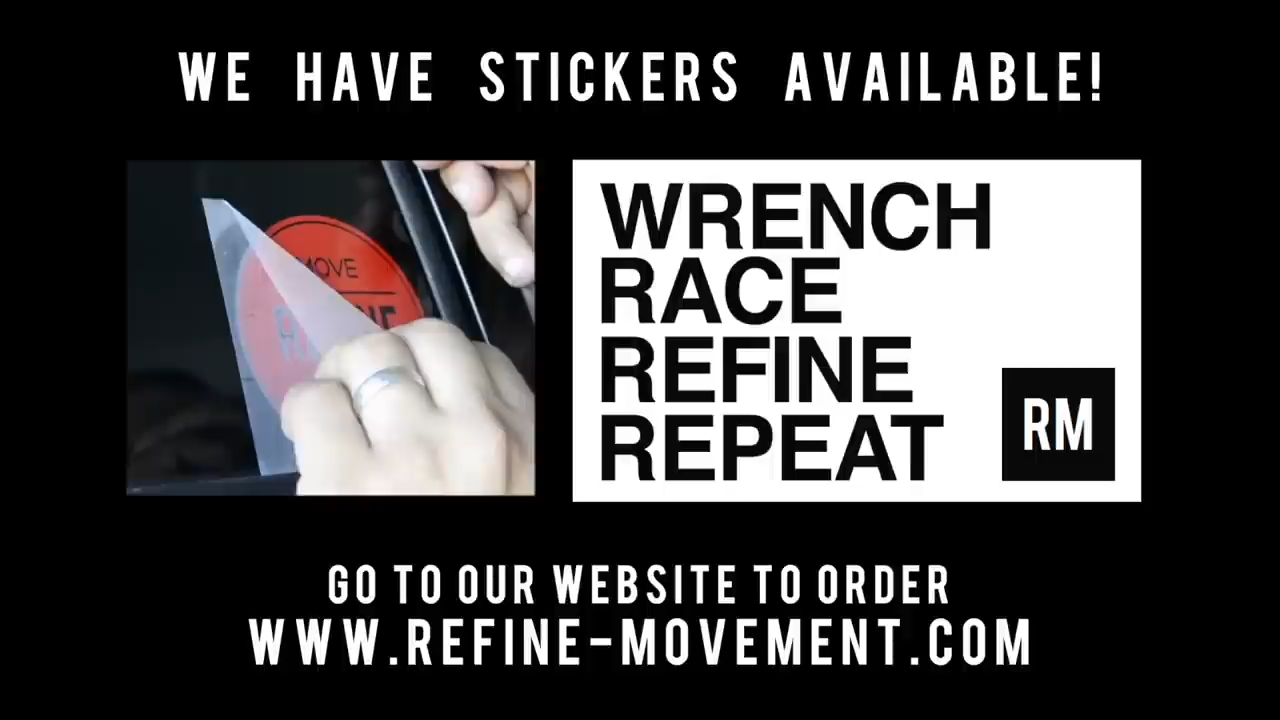 WE HAVE STICKERS AVAILABLE!
MOVE
WRENCH
RACE
REFINE
REPEAT
RM
GO TO OUR WEBSITE TO ORDER
WWW.REFINE-MOVEMENT.COM